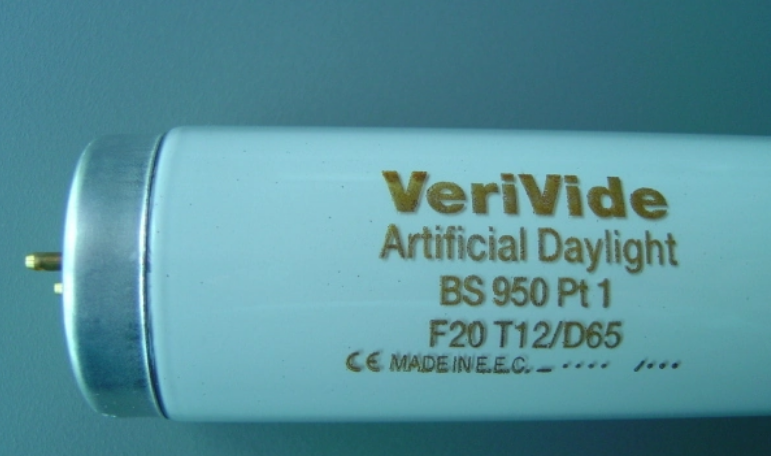 VeriVide
Artificial Daylight
BS 950 Pt 1
F20 T12/D65
CE MADE IN E.E.C.